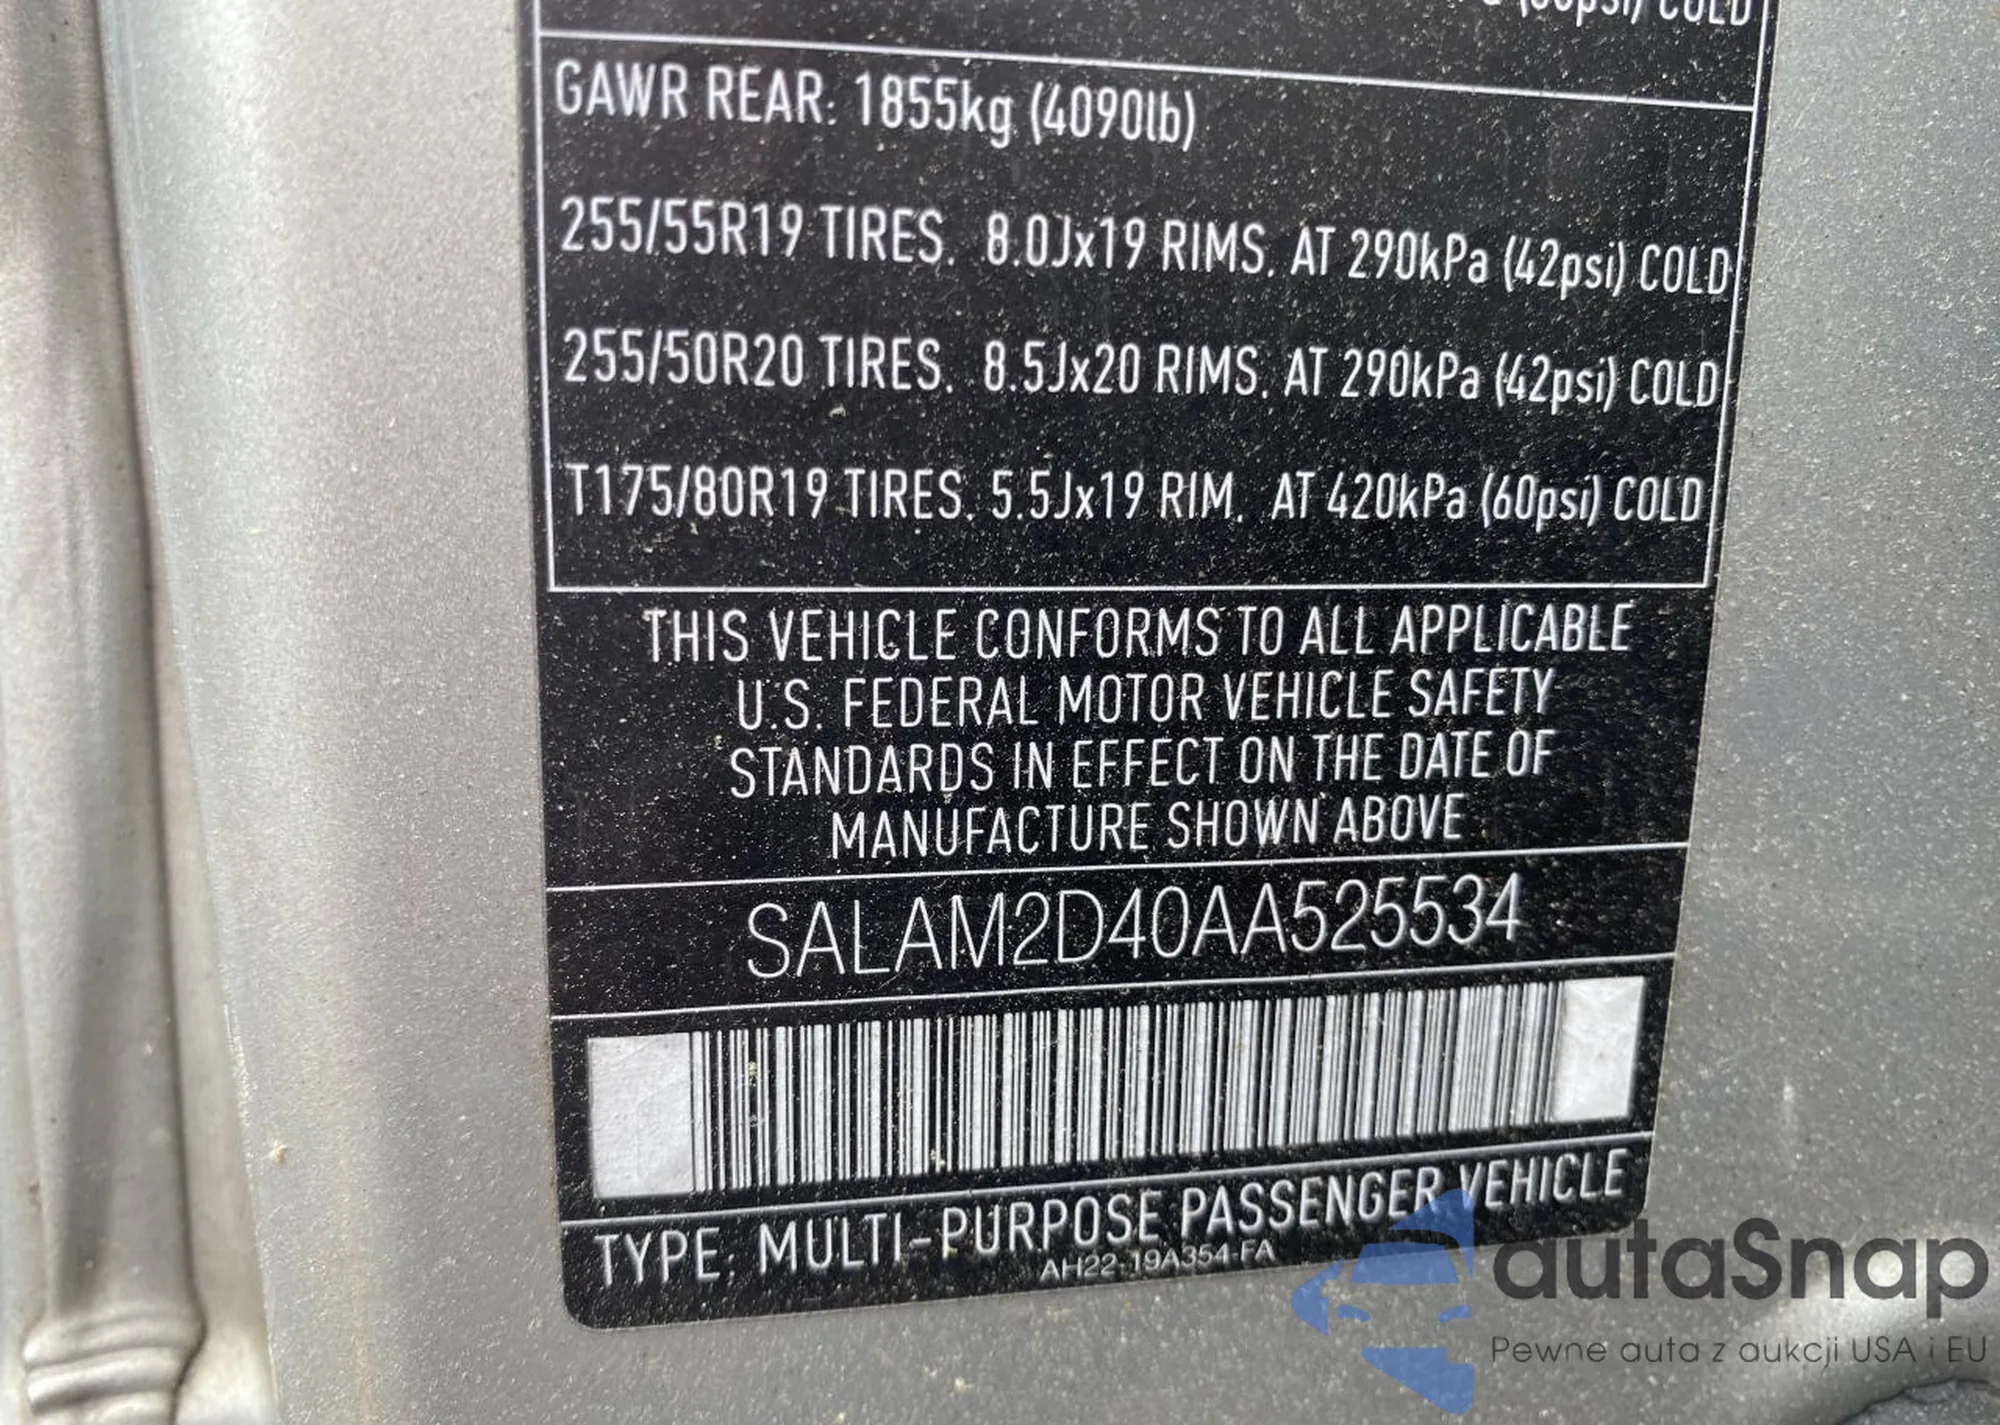 (60psi) COLD
GAWR REAR: 1855kg (4090lb)
255/55R19 TIRES. 8.0Jx19 RIMS. AT 290kPa (42psi) COLD
255/50R20 TIRES. 8.5Jx20 RIMS. AT 290kPa (42psi) COLD
T175/80R19 TIRES. 5.5Jx19 RIM. AT 420kPa (60psi) COLD
THIS VEHICLE CONFORMS TO ALL APPLICABLE
U.S. FEDERAL MOTOR VEHICLE SAFETY
STANDARDS IN EFFECT ON THE DATE OF
MANUFACTURE SHOWN ABOVE
SALAM2D40AA525534
TYPE: MULTI-PURPOSE PASSENGER VEHICLE
AH22-19A354-FA
autaSnap
Pewne auta z aukcji USA i EU